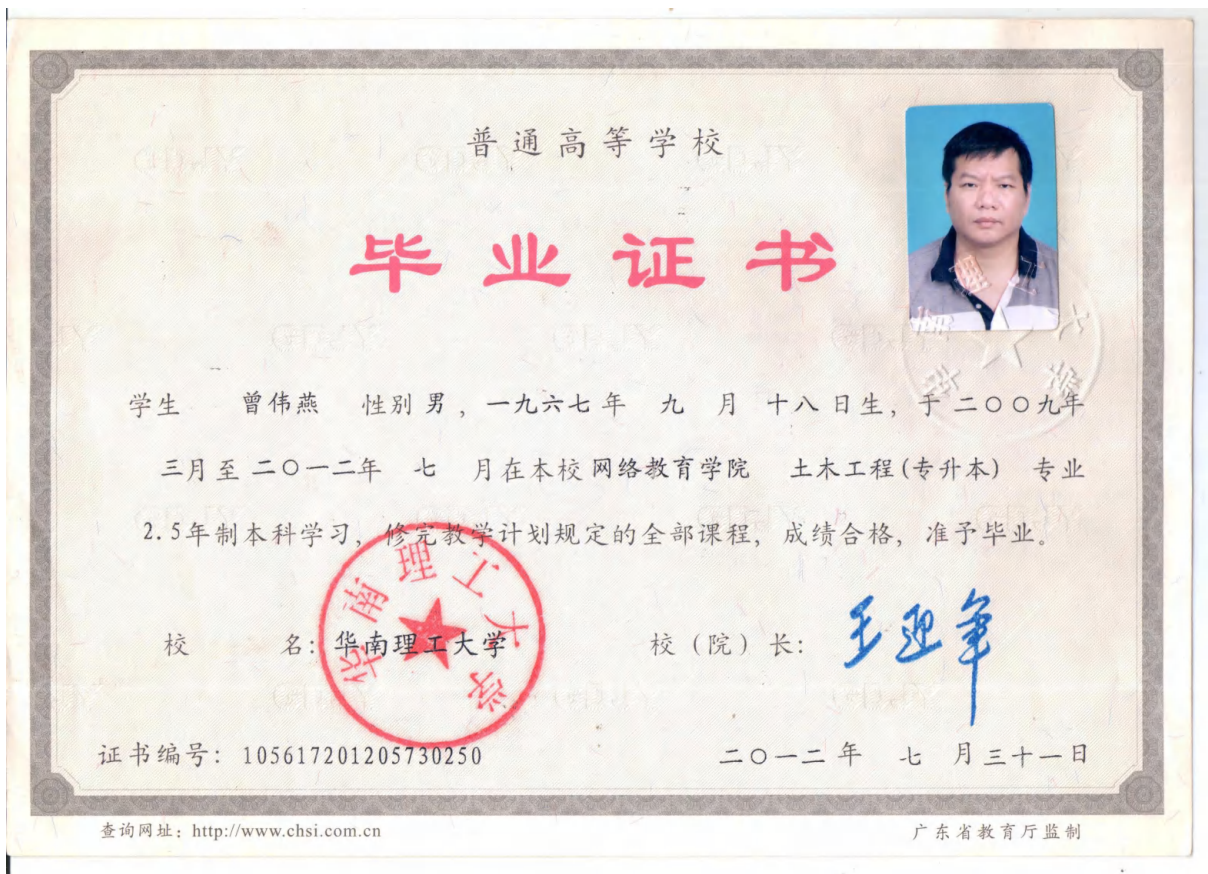 普通高等学校
毕业证书
学生 曾伟燕 性别 男，一九六七年 九 月 十八 日生，于 二〇〇九年
三月至 二〇一二年 七 月在本校 网络教育学院 土木工程(专升本) 专业
2.5年制本科学习，修完教学计划规定的全部课程，成绩合格，准予毕业。
校 名：华南理工大学 校（院）长：王迎军
华南理工大学
证书编号：105617201205730250 二〇一二年 七 月三十一日
查询网址：http://www.chsi.com.cn 广东省教育厅监制